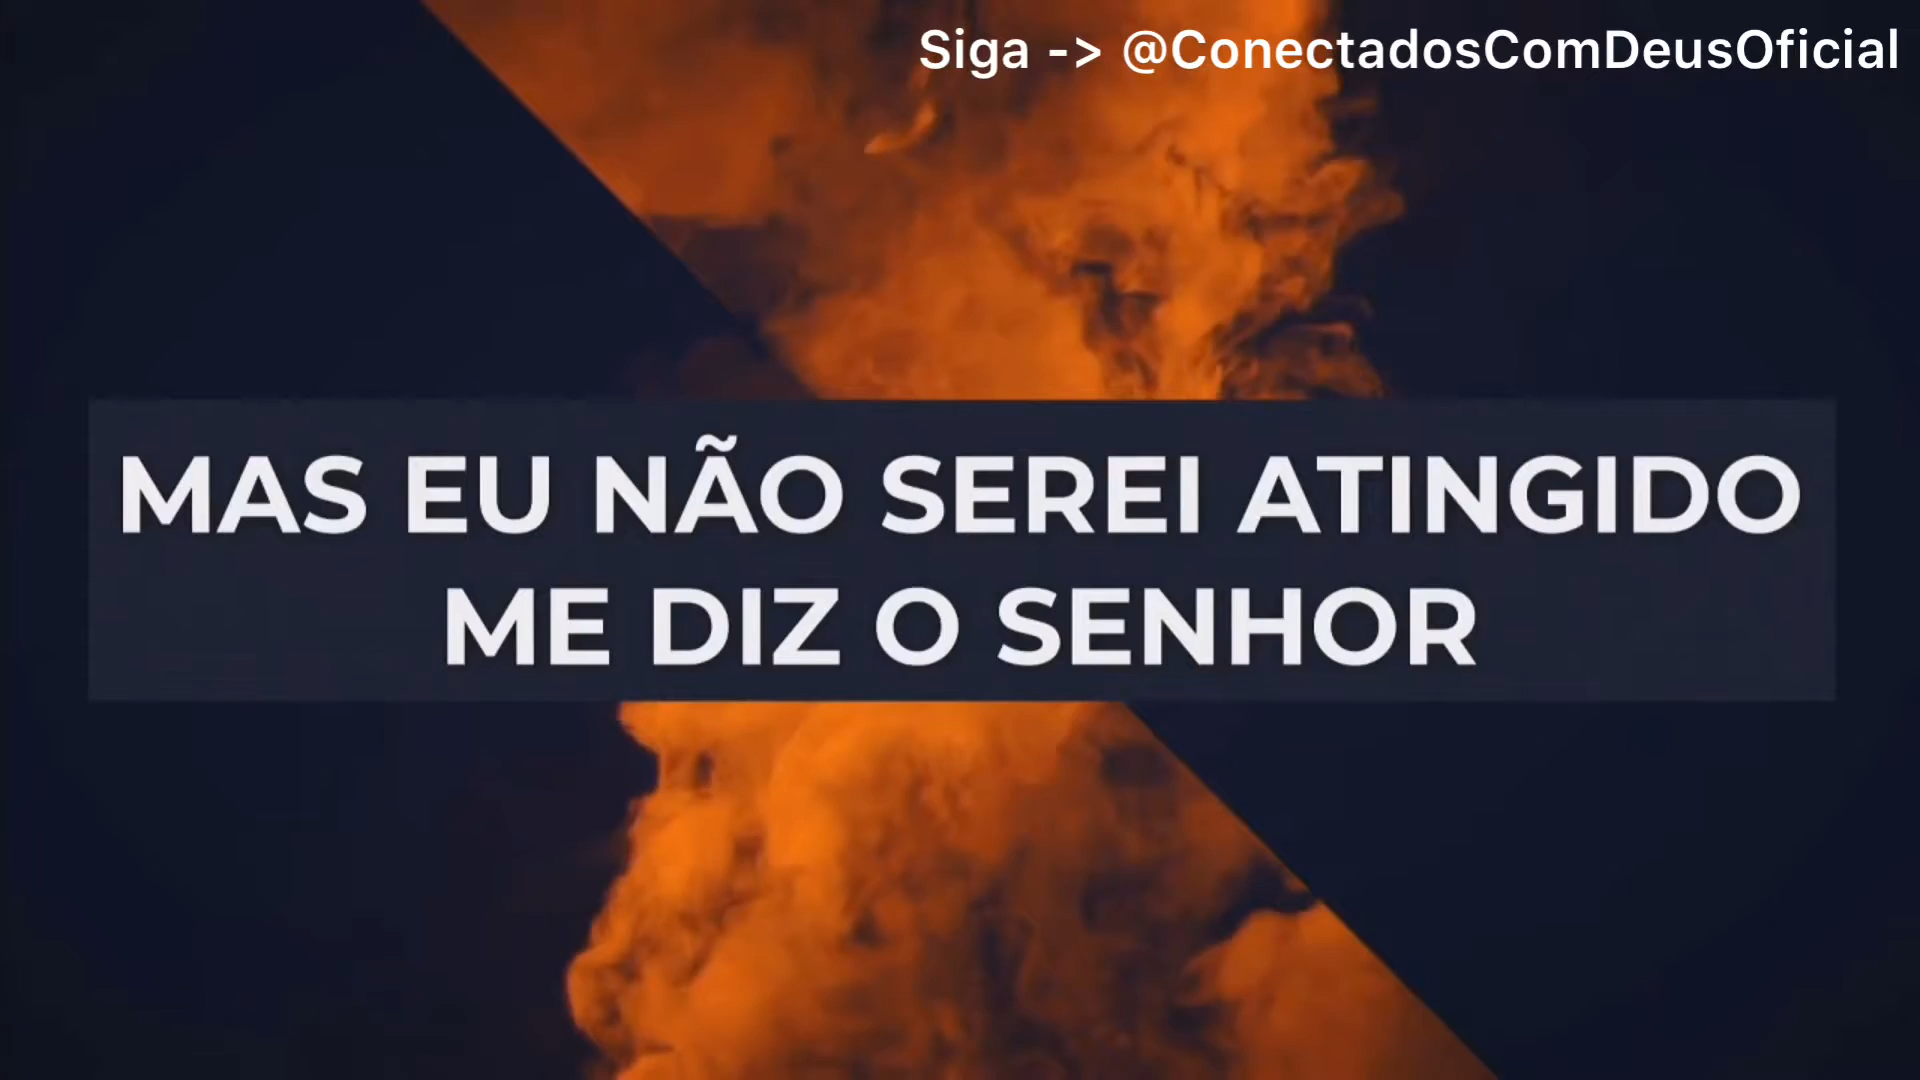 Siga -> @ConectadosComDeusOficial
MAS EU NÃO SEREI ATINGIDO
ME DIZ O SENHOR